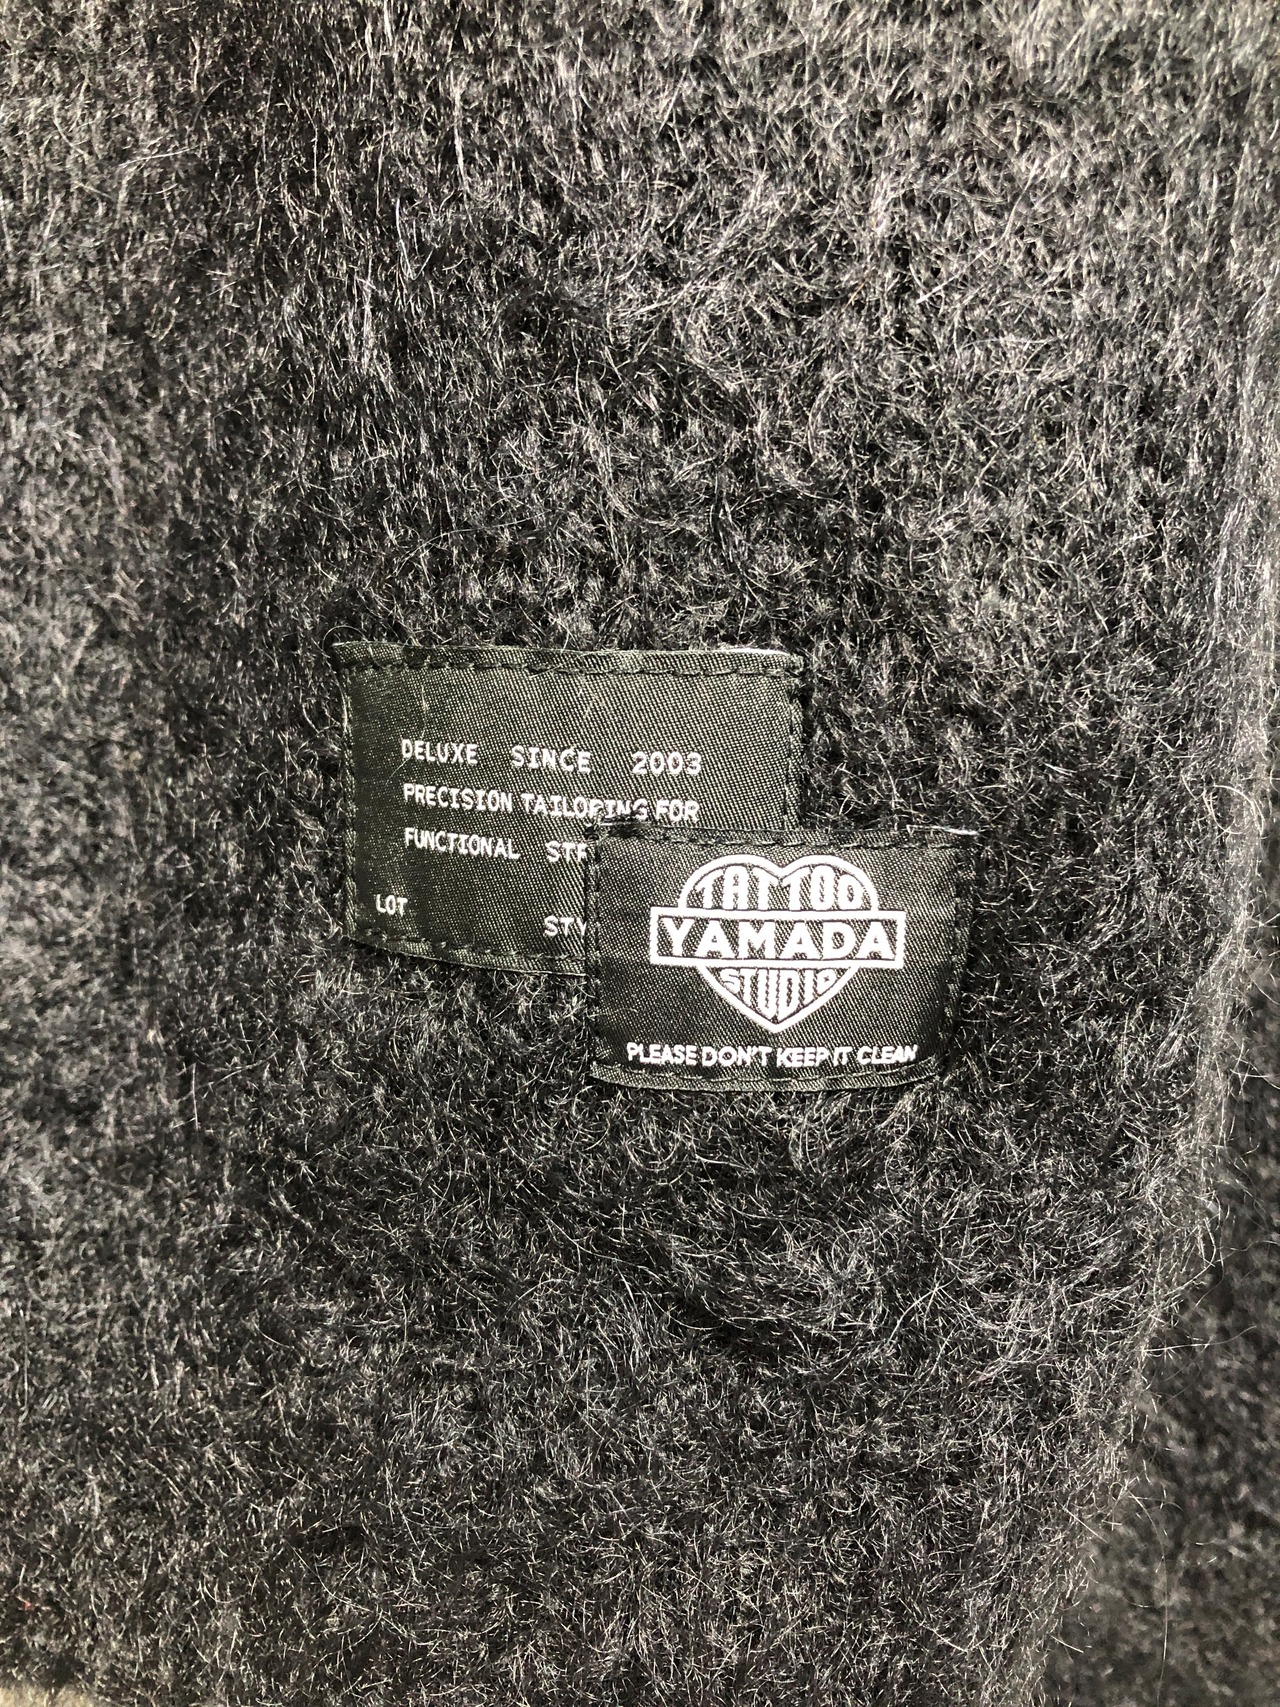 DELUXE SINCE 2003
PRECISION TAILORING FOR
FUNCTIONAL
LOT
TATTOO
YAMADA
STUDIO
PLEASE DON'T KEEP IT CLEAN